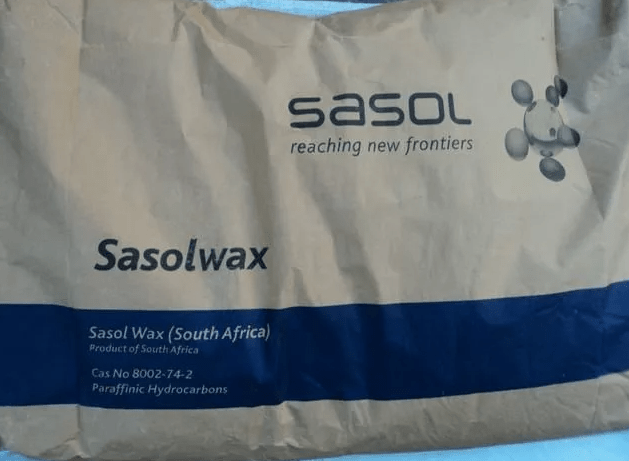 sasol
reaching new frontiers
Sasolwax
Sasol Wax (South Africa)
Product of South Africa
Cas No 8002-74-2
Paraffinic Hydrocarbons